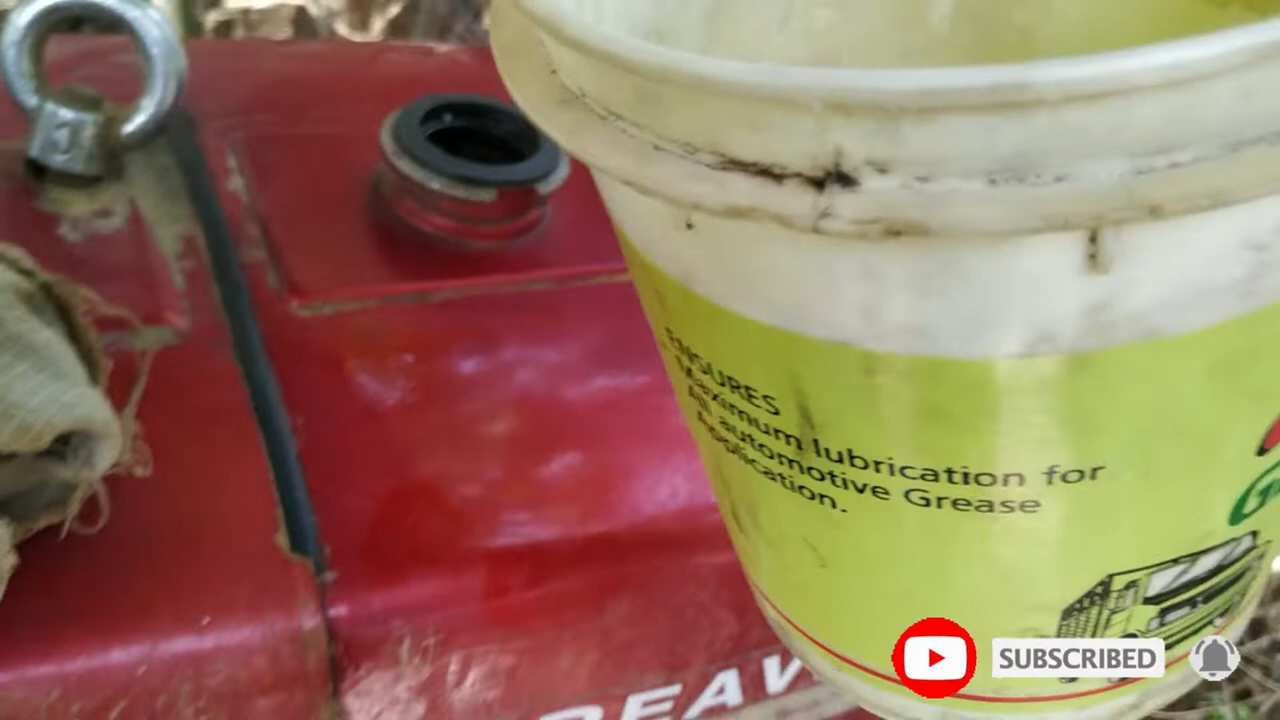 ENSURES
Maximum lubrication for
All automotive Grease
Application.
SUBSCRIBED